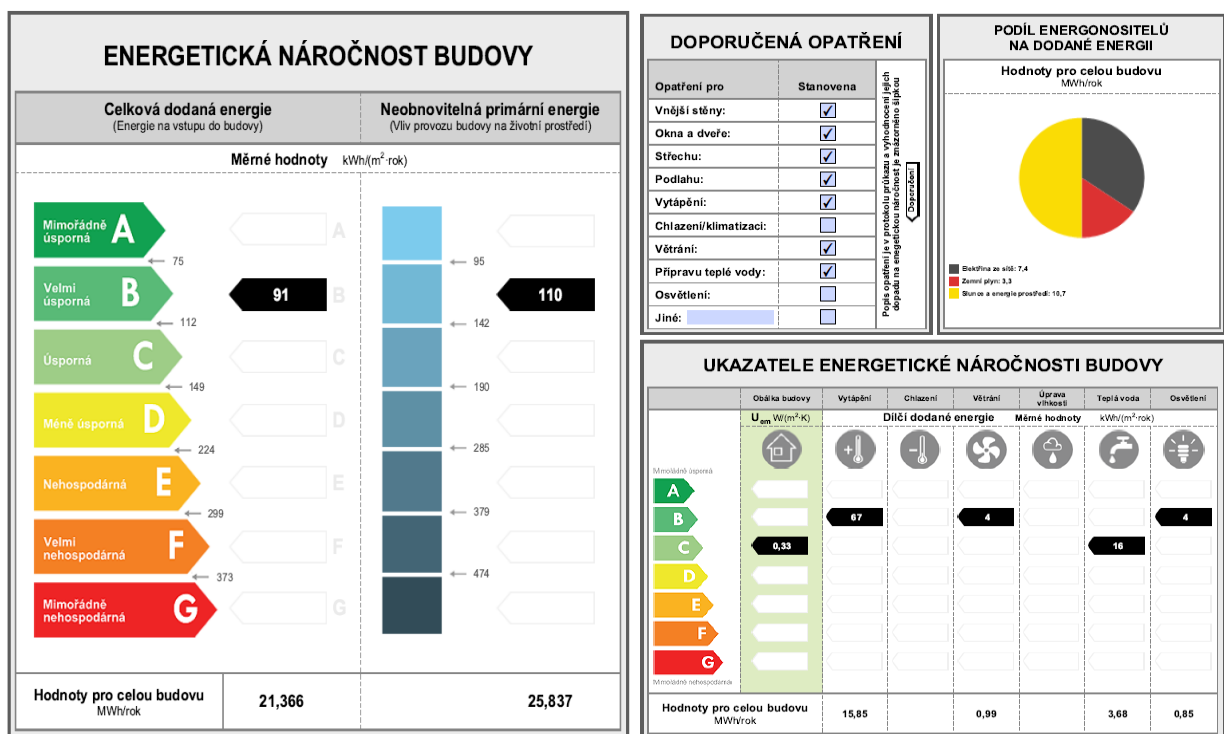 ENERGETICKÁ NÁROČNOST BUDOVY
Celková dodaná energie
(Energie na vstupu do budovy)
Neobnovitelná primární energie
(Vliv provozu budovy na životní prostředí)
Měrné hodnoty kWh/(m²·rok)
Mimořádně úsporná A
A
75
95
Velmi úsporná B
91
B
110
112
142
Úsporná C
C
149
190
Méně úsporná D
D
224
285
Nehospodárná E
E
299
379
Velmi nehospodárná F
F
373
474
Mimořádně nehospodárná G
G
Hodnoty pro celou budovu
MWh/rok
21,366
25,837
DOPORUČENÁ OPATŘENÍ
Opatření pro Stanovena
Vnější stěny: ✓
Okna a dveře: ✓
Střechu: ✓
Podlahu: ✓
Vytápění: ✓
Chlazení/klimatizaci:
Větrání: ✓
Přípravu teplé vody: ✓
Osvětlení:
Jiné:
Popis opatření je v protokolu průkazu a vyhodnocení jejich
dopadu na enegetickou náročnost je znázorněno šipkou
Doporučení
PODÍL ENERGONOSITELŮ
NA DODANÉ ENERGII
Hodnoty pro celou budovu
MWh/rok
Elektřina ze sítě: 7,4
Zemní plyn: 3,3
Slunce a energie prostředí: 10,7
UKAZATELE ENERGETICKÉ NÁROČNOSTI BUDOVY
Obálka budovy Vytápění Chlazení Větrání Úprava vlhkosti Teplá voda Osvětlení
Uem W/(m²·K) Dílčí dodané energie Měrné hodnoty kWh/(m²·rok)
Mimořádně úsporná
A
B 67 4 4
C 0,33 16
D
E
F
G
Mimořádně nehospodárná
Hodnoty pro celou budovu
MWh/rok
15,85 0,99 3,68 0,85